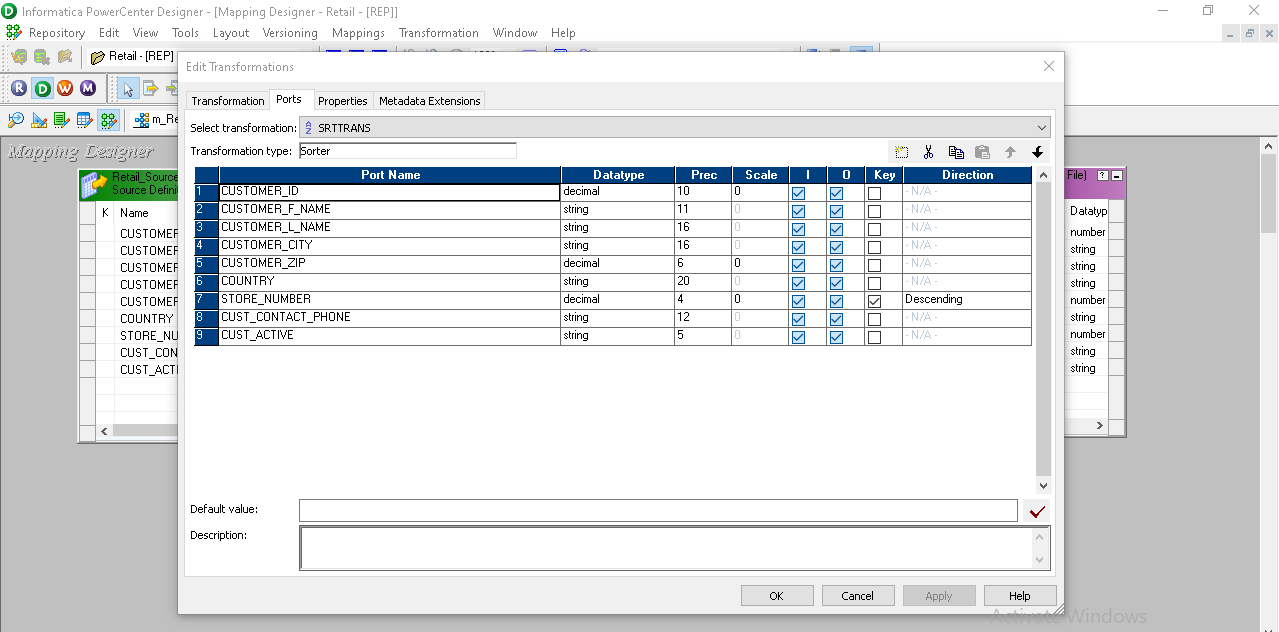 Informatica PowerCenter Designer - [Mapping Designer - Retail - [REP]]
Repository Edit View Tools Layout Versioning Mappings Transformation Window Help
Retail - [REP]
Edit Transformations
R D W M
Transformation Ports Properties Metadata Extensions
m_Re
Select transformation: SRTTRANS
Mapping Designer
Transformation type: Sorter
Retail_Source
Source Definit
File)
Port Name Datatype Prec Scale I O Key Direction
1 CUSTOMER_ID decimal 10 0 - N/A -
2 CUSTOMER_F_NAME string 11 0 - N/A -
3 CUSTOMER_L_NAME string 16 0 - N/A -
4 CUSTOMER_CITY string 16 0 - N/A -
5 CUSTOMER_ZIP decimal 6 0 - N/A -
6 COUNTRY string 20 0 - N/A -
7 STORE_NUMBER decimal 4 0 Descending
8 CUST_CONTACT_PHONE string 12 0 - N/A -
9 CUST_ACTIVE string 5 0 - N/A -
K Name
CUSTOMER
CUSTOMER
CUSTOMER
CUSTOMER
CUSTOMER
COUNTRY
STORE_NU
CUST_CON
CUST_ACTI
Datatyp
number
string
string
string
number
string
number
string
string
Default value:
Description:
OK Cancel Apply Help
Activate Windows